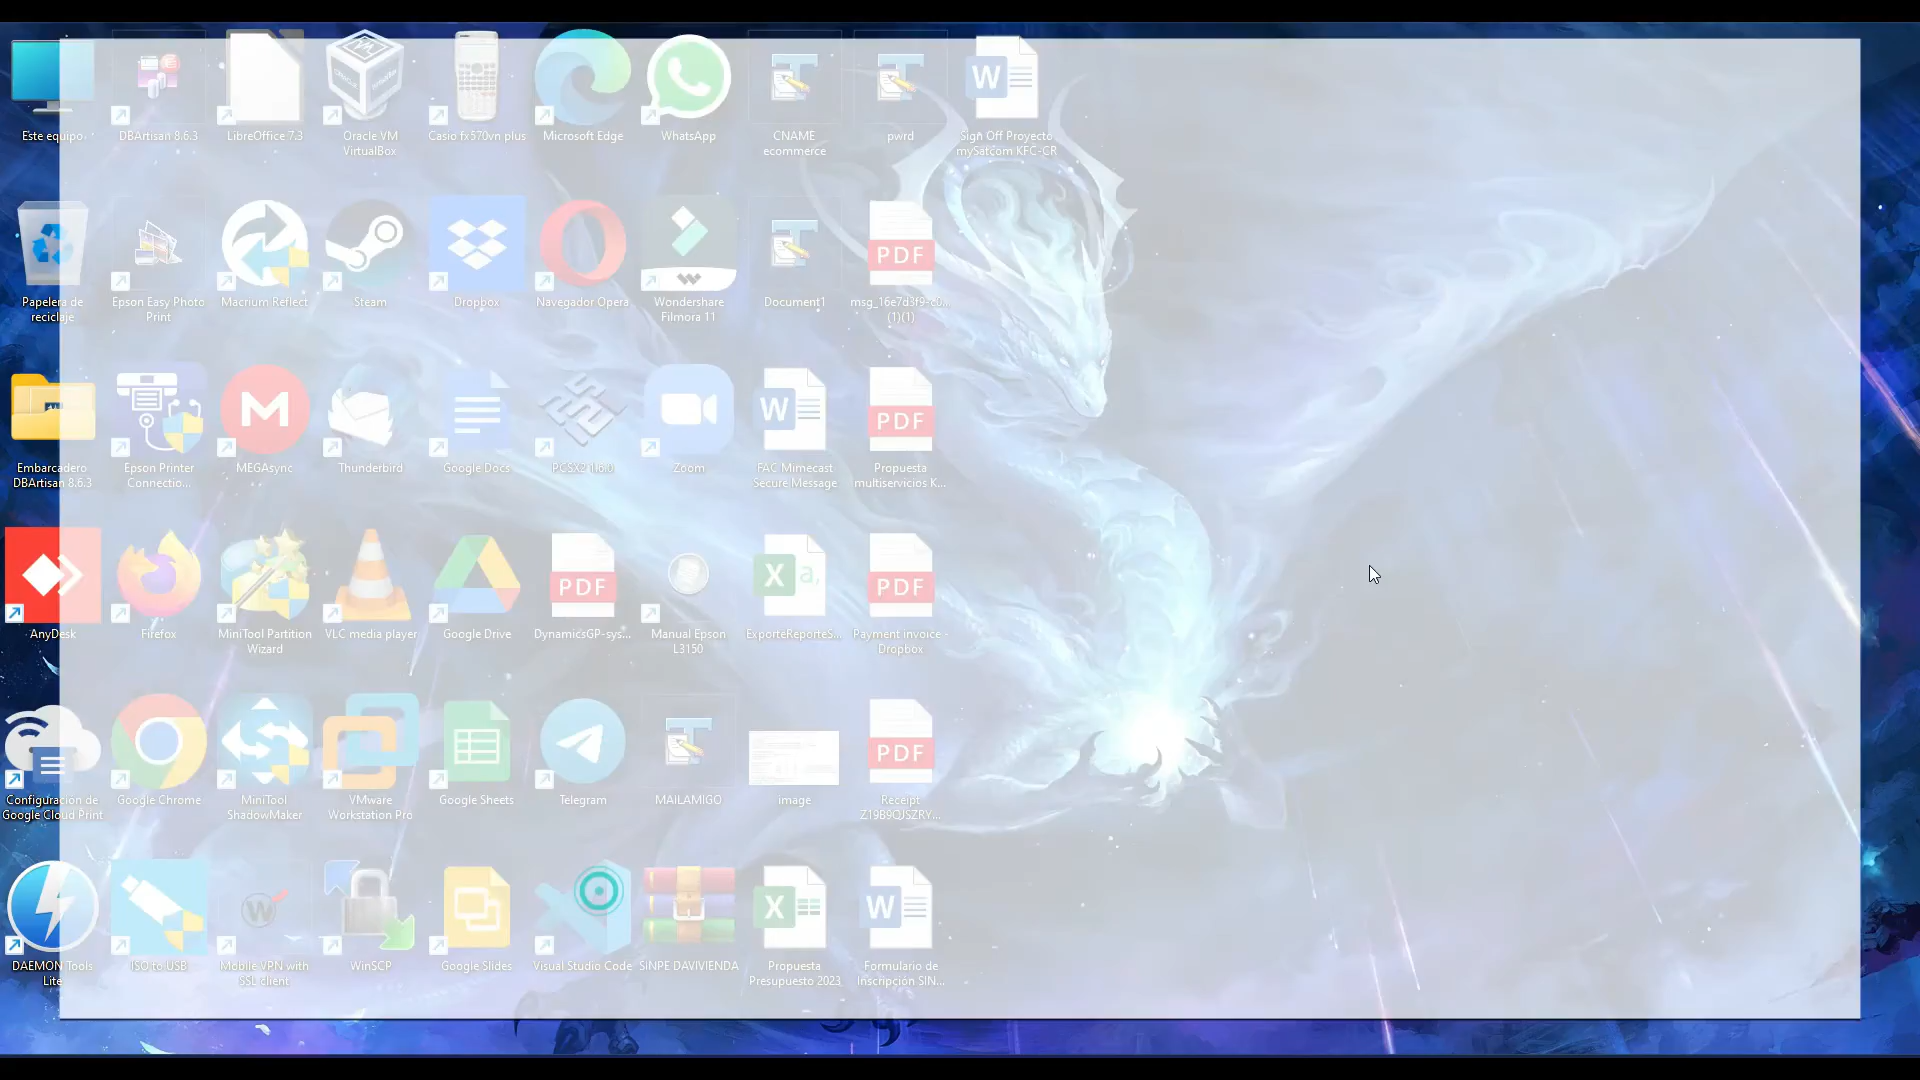 Este equipo
DBArtisan 8.6.3
LibreOffice 7.3
Oracle VM
VirtualBox
Casio fx570vn plus
Microsoft Edge
WhatsApp
CNAME
ecommerce
pwrd
Sign Off Proyecto
mySatcom KFC-CR
Papelera de
reciclaje
Epson Easy Photo
Print
Macrium Reflect
Steam
Dropbox
Navegador Opera
Wondershare
Filmora 11
Document1
PDF
msg_16e7d3f9-c0...
(1)(1)
Embarcadero
DBArtisan 8.6.3
Epson Printer
Connectio...
MEGAsync
Thunderbird
Google Docs
PCSX2 1.6.0
Zoom
FAC Mimecast
Secure Message
PDF
Propuesta
multiservicios K...
AnyDesk
Firefox
MiniTool Partition
Wizard
VLC media player
Google Drive
PDF
DynamicsGP-sys...
Manual Epson
L3150
ExporteReporteS...
PDF
Payment invoice -
Dropbox
Configuración de
Google Cloud Print
Google Chrome
MiniTool
ShadowMaker
VMware
Workstation Pro
Google Sheets
Telegram
MAILAMIGO
image
PDF
Receipt
Z19B9QJSZRY...
DAEMON Tools
Lite
ISO to USB
Mobile VPN with
SSL client
WinSCP
Google Slides
Visual Studio Code
SINPE DAVIVIENDA
Propuesta
Presupuesto 2023
Formulario de
Inscripción SIN...